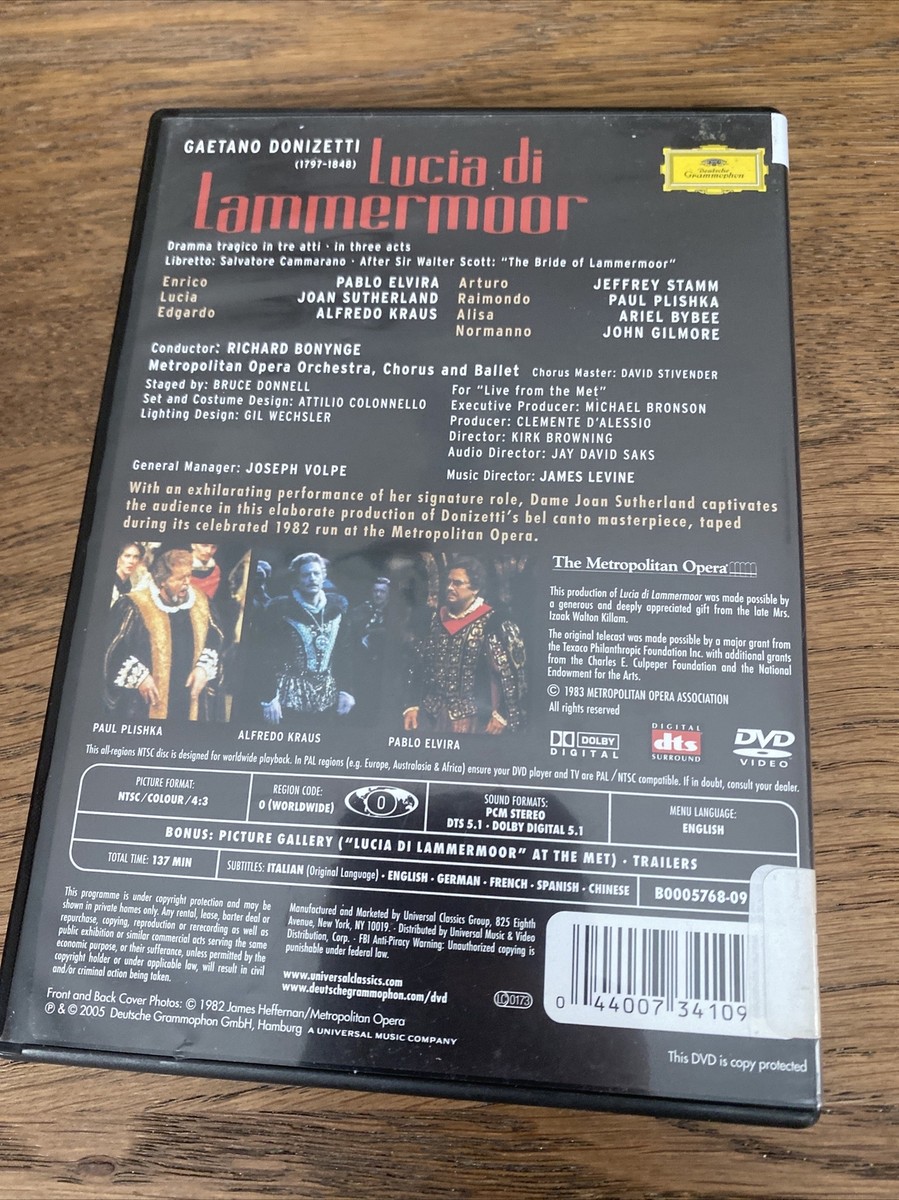 GAETANO DONIZETTI
(1797-1848)
Lucia di
Lammermoor
Deutsche
Grammophon
Dramma tragico in tre atti · in three acts
Libretto: Salvatore Cammarano · After Sir Walter Scott: "The Bride of Lammermoor"
Enrico PABLO ELVIRA
Lucia JOAN SUTHERLAND
Edgardo ALFREDO KRAUS
Arturo JEFFREY STAMM
Raimondo PAUL PLISHKA
Alisa ARIEL BYBEE
Normanno JOHN GILMORE
Conductor: RICHARD BONYNGE
Metropolitan Opera Orchestra, Chorus and Ballet Chorus Master: DAVID STIVENDER
Staged by: BRUCE DONNELL
Set and Costume Design: ATTILIO COLONNELLO
Lighting Design: GIL WECHSLER
For "Live from the Met"
Executive Producer: MICHAEL BRONSON
Producer: CLEMENTE D'ALESSIO
Director: KIRK BROWNING
Audio Director: JAY DAVID SAKS
General Manager: JOSEPH VOLPE
Music Director: JAMES LEVINE
With an exhilarating performance of her signature role, Dame Joan Sutherland captivates
the audience in this elaborate production of Donizetti's bel canto masterpiece, taped
during its celebrated 1982 run at the Metropolitan Opera.
The Metropolitan Opera
This production of Lucia di Lammermoor was made possible by
a generous and deeply appreciated gift from the late Mrs.
Izaak Walton Killam.
The original telecast was made possible by a major grant from
the Texaco Philanthropic Foundation Inc. with additional grants
from the Charles E. Culpeper Foundation and the National
Endowment for the Arts.
© 1983 METROPOLITAN OPERA ASSOCIATION
All rights reserved
PAUL PLISHKA
ALFREDO KRAUS
PABLO ELVIRA
DOLBY
DIGITAL
DIGITAL
dts
SURROUND
DVD
VIDEO
This all-regions NTSC disc is designed for worldwide playback. In PAL regions (e.g. Europe, Australasia & Africa) ensure your DVD player and TV are PAL/NTSC compatible. If in doubt, consult your dealer.
PICTURE FORMAT:
NTSC/COLOUR/4:3
REGION CODE:
0 (WORLDWIDE)
0
SOUND FORMATS:
PCM STEREO
DTS 5.1 · DOLBY DIGITAL 5.1
MENU LANGUAGE:
ENGLISH
BONUS: PICTURE GALLERY ("LUCIA DI LAMMERMOOR" AT THE MET) · TRAILERS
TOTAL TIME: 137 MIN
SUBTITLES: ITALIAN (Original Language) · ENGLISH · GERMAN · FRENCH · SPANISH · CHINESE
B0005768-09
This programme is under copyright protection and may be
shown in private homes only. Any rental, lease, barter deal or
repurchase, copying, reproduction or rerecording as well as
public exhibition or similar commercial acts serving the same
economic purpose, or their sufferance, unless permitted by the
copyright holder or under applicable law, will result in civil
and/or criminal action being taken.
Manufactured and Marketed by Universal Classics Group, 825 Eighth
Avenue, New York, NY 10019. · Distributed by Universal Music & Video
Distribution, Corp. · FBI Anti-Piracy Warning: Unauthorized copying is
punishable under federal law.
www.universalclassics.com
www.deutschegrammophon.com/dvd
LC 0173
0 44007 34109
Front and Back Cover Photos: © 1982 James Heffernan/Metropolitan Opera
℗ & © 2005 Deutsche Grammophon GmbH, Hamburg A UNIVERSAL MUSIC COMPANY
This DVD is copy protected